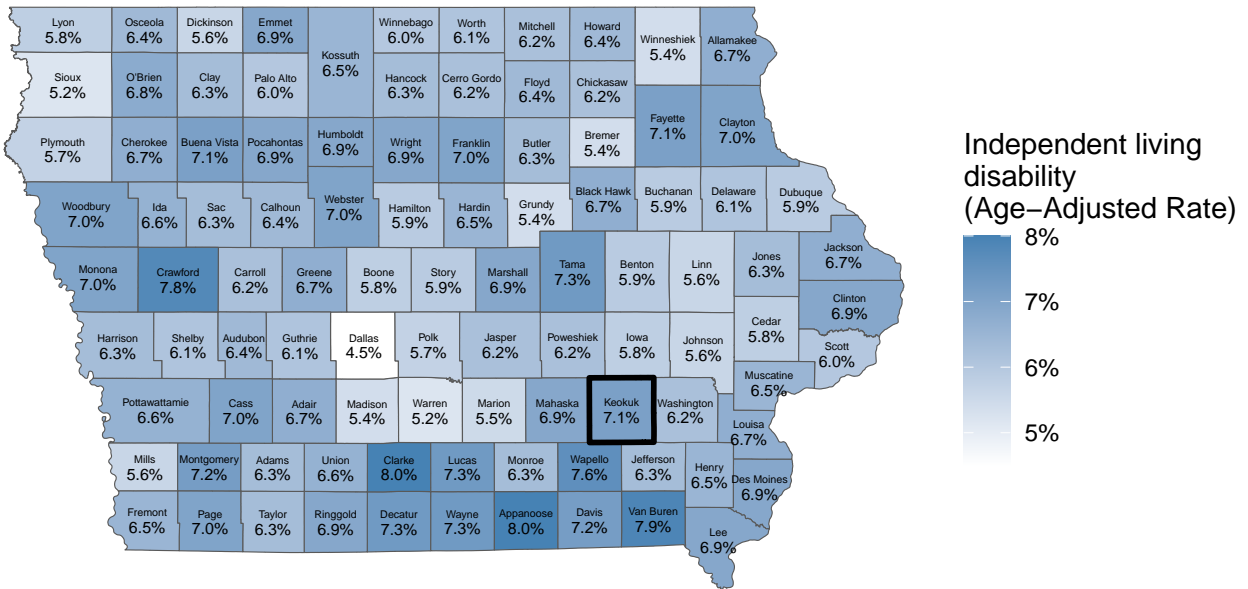 Lyon
5.8%
Osceola
6.4%
Dickinson
5.6%
Emmet
6.9%
Kossuth
6.5%
Winnebago
6.0%
Worth
6.1%
Mitchell
6.2%
Howard
6.4%
Winneshiek
5.4%
Allamakee
6.7%
Sioux
5.2%
O'Brien
6.8%
Clay
6.3%
Palo Alto
6.0%
Hancock
6.3%
Cerro Gordo
6.2%
Floyd
6.4%
Chickasaw
6.2%
Fayette
7.1%
Clayton
7.0%
Plymouth
5.7%
Cherokee
6.7%
Buena Vista
7.1%
Pocahontas
6.9%
Humboldt
6.9%
Wright
6.9%
Franklin
7.0%
Butler
6.3%
Bremer
5.4%
Woodbury
7.0%
Ida
6.6%
Sac
6.3%
Calhoun
6.4%
Webster
7.0%
Hamilton
5.9%
Hardin
6.5%
Grundy
5.4%
Black Hawk
6.7%
Buchanan
5.9%
Delaware
6.1%
Dubuque
5.9%
Monona
7.0%
Crawford
7.8%
Carroll
6.2%
Greene
6.7%
Boone
5.8%
Story
5.9%
Marshall
6.9%
Tama
7.3%
Benton
5.9%
Linn
5.6%
Jones
6.3%
Jackson
6.7%
Clinton
6.9%
Harrison
6.3%
Shelby
6.1%
Audubon
6.4%
Guthrie
6.1%
Dallas
4.5%
Polk
5.7%
Jasper
6.2%
Poweshiek
6.2%
Iowa
5.8%
Johnson
5.6%
Cedar
5.8%
Scott
6.0%
Muscatine
6.5%
Pottawattamie
6.6%
Cass
7.0%
Adair
6.7%
Madison
5.4%
Warren
5.2%
Marion
5.5%
Mahaska
6.9%
Keokuk
7.1%
Washington
6.2%
Louisa
6.7%
Mills
5.6%
Montgomery
7.2%
Adams
6.3%
Union
6.6%
Clarke
8.0%
Lucas
7.3%
Monroe
6.3%
Wapello
7.6%
Jefferson
6.3%
Henry
6.5%
Des Moines
6.9%
Fremont
6.5%
Page
7.0%
Taylor
6.3%
Ringgold
6.9%
Decatur
7.3%
Wayne
7.3%
Appanoose
8.0%
Davis
7.2%
Van Buren
7.9%
Lee
6.9%
Independent living
disability
(Age−Adjusted Rate)
8%
7%
6%
5%